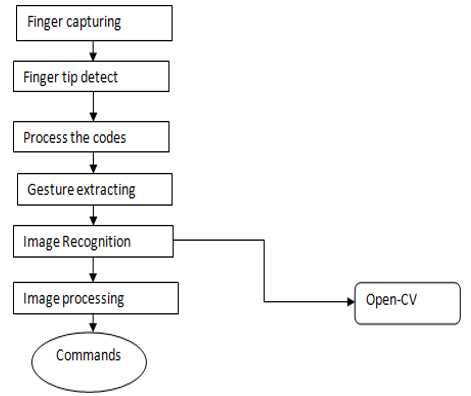 Finger capturing
Finger tip detect
Process the codes
Gesture extracting
Image Recognition
Image processing
Open-CV
Commands